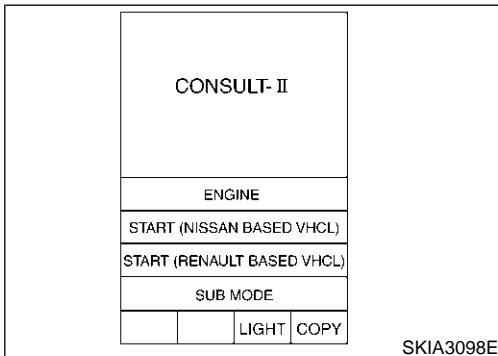 CONSULT-Ⅱ
ENGINE
START (NISSAN BASED VHCL)
START (RENAULT BASED VHCL)
SUB MODE
LIGHT COPY
SKIA3098E